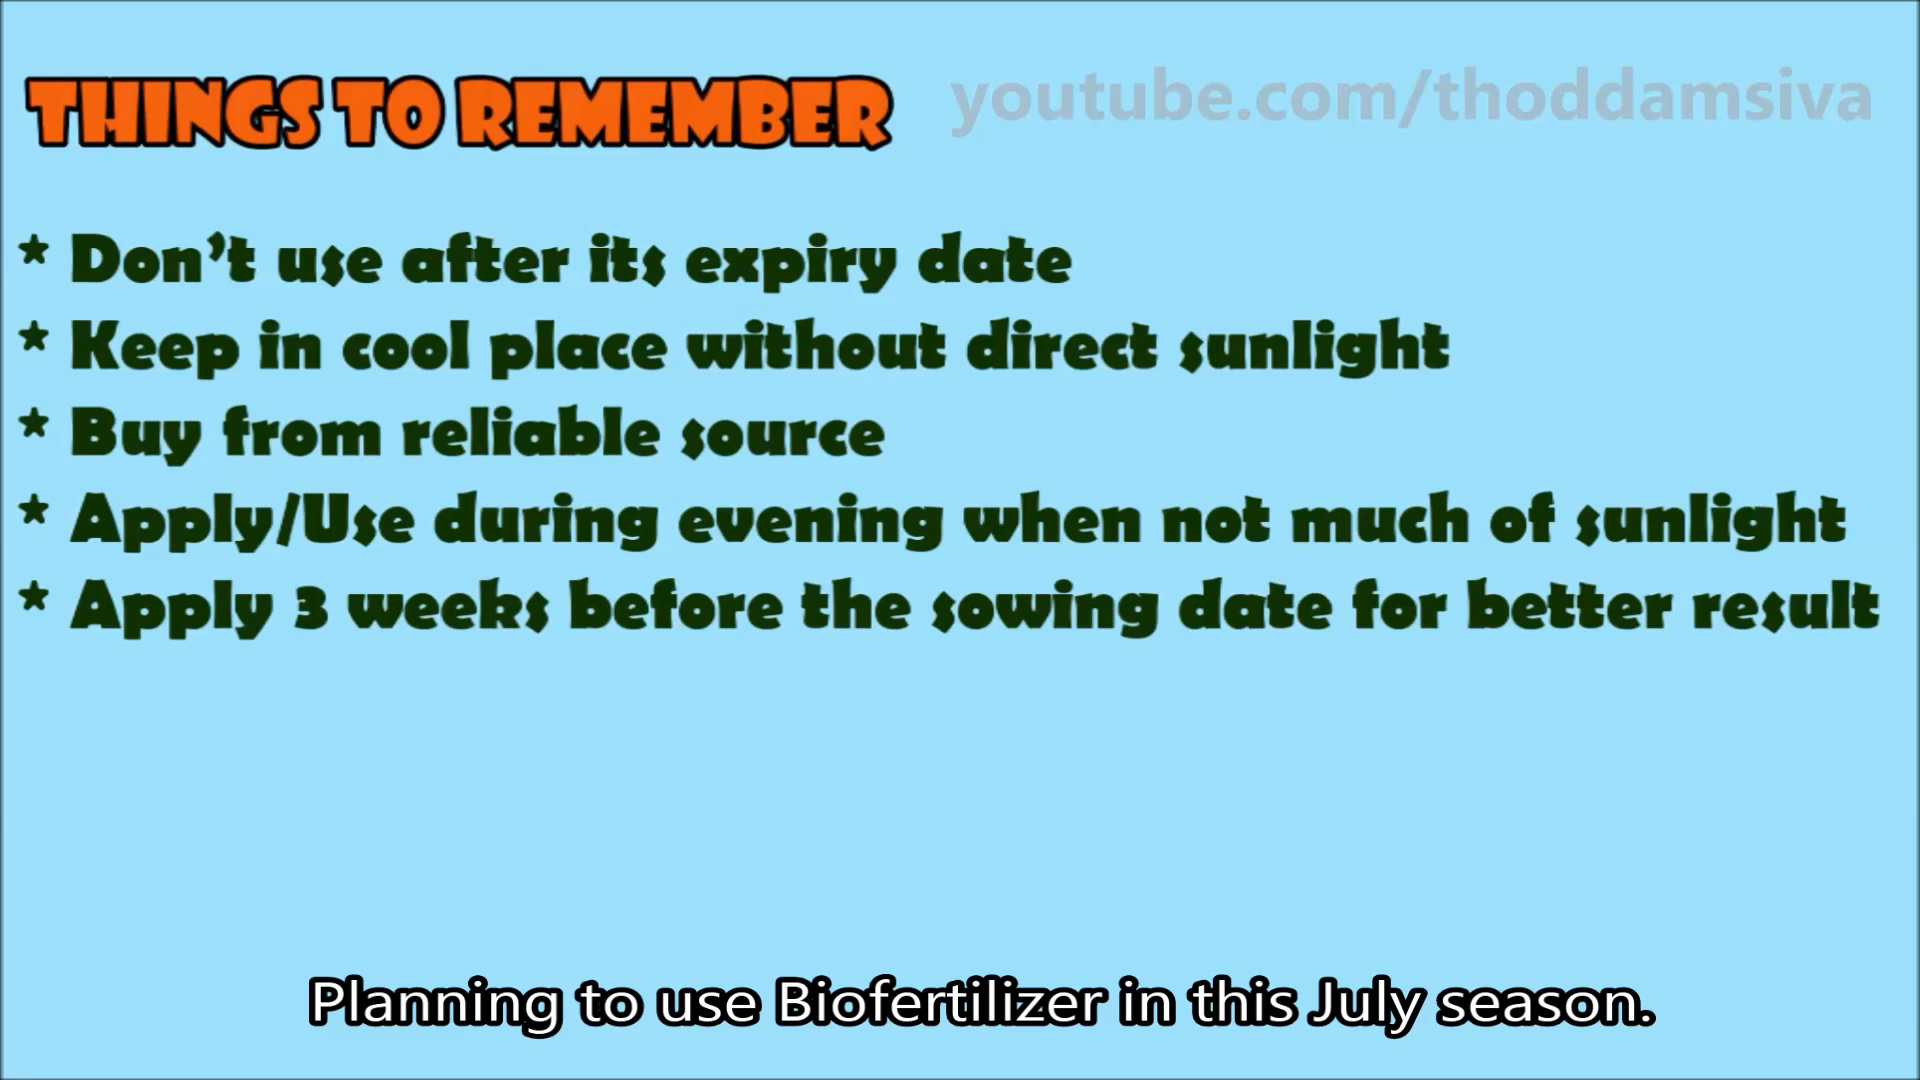 THINGS TO REMEMBER
youtube.com/thoddamsiva
* Don't use after its expiry date
* Keep in cool place without direct sunlight
* Buy from reliable source
* Apply/Use during evening when not much of sunlight
* Apply 3 weeks before the sowing date for better result
Planning to use Biofertilizer in this July season.